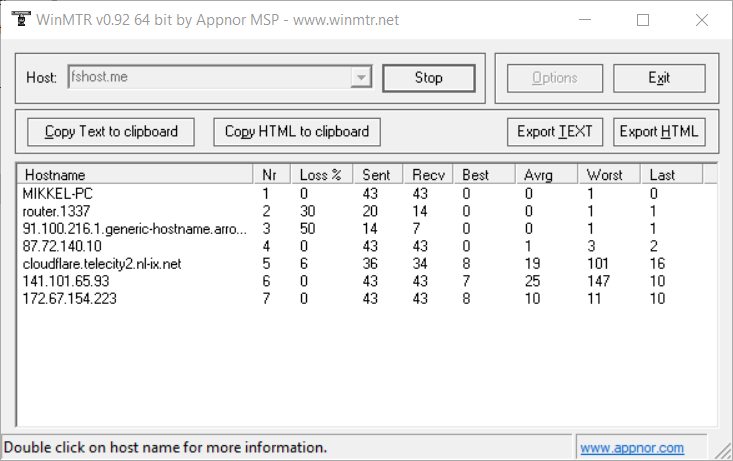 WinMTR v0.92 64 bit by Appnor MSP - www.winmtr.net
Host: fshost.me Stop Options Exit
Copy Text to clipboard Copy HTML to clipboard Export TEXT Export HTML
Hostname Nr Loss % Sent Recv Best Avrg Worst Last
MIKKEL-PC 1 0 43 43 0 0 1 0
router.1337 2 30 20 14 0 0 1 1
91.100.216.1.generic-hostname.arro... 3 50 14 7 0 0 1 1
87.72.140.10 4 0 43 43 0 1 3 2
cloudflare.telecity2.nl-ix.net 5 6 36 34 8 19 101 16
141.101.65.93 6 0 43 43 7 25 147 10
172.67.154.223 7 0 43 43 8 10 11 10
Double click on host name for more information. www.appnor.com